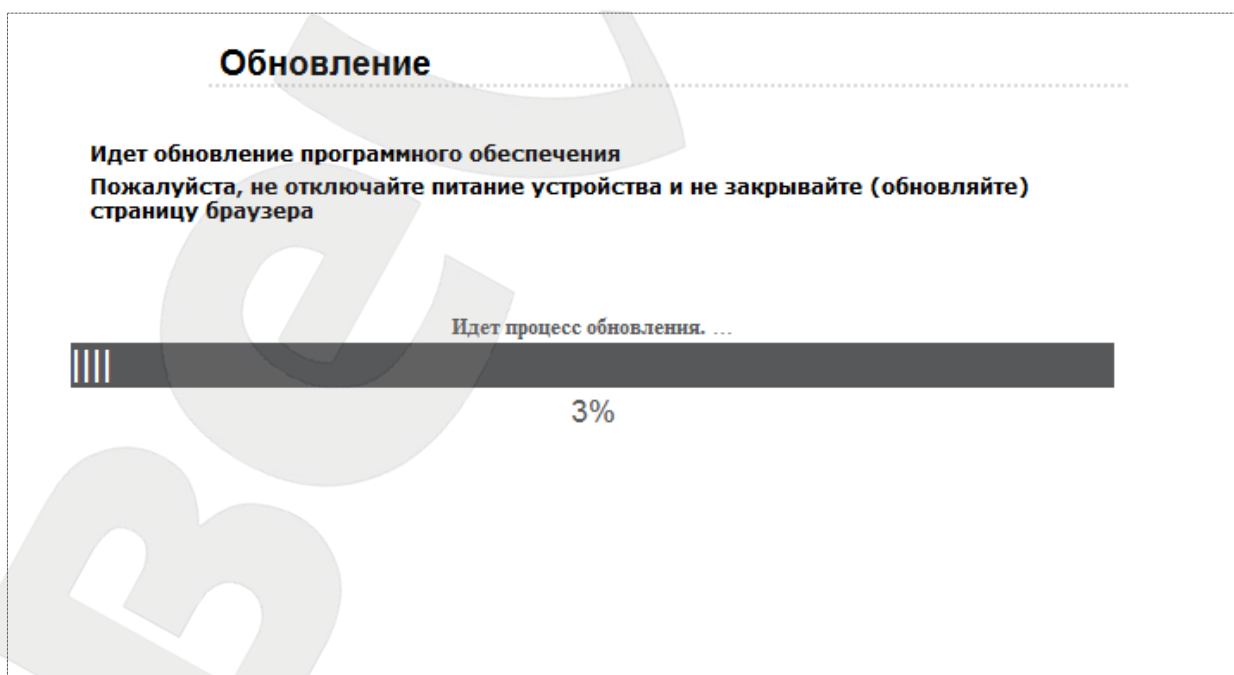 Обновление
Идет обновление программного обеспечения
Пожалуйста, не отключайте питание устройства и не закрывайте (обновляйте)
страницу браузера
Идет процесс обновления. ...
3%